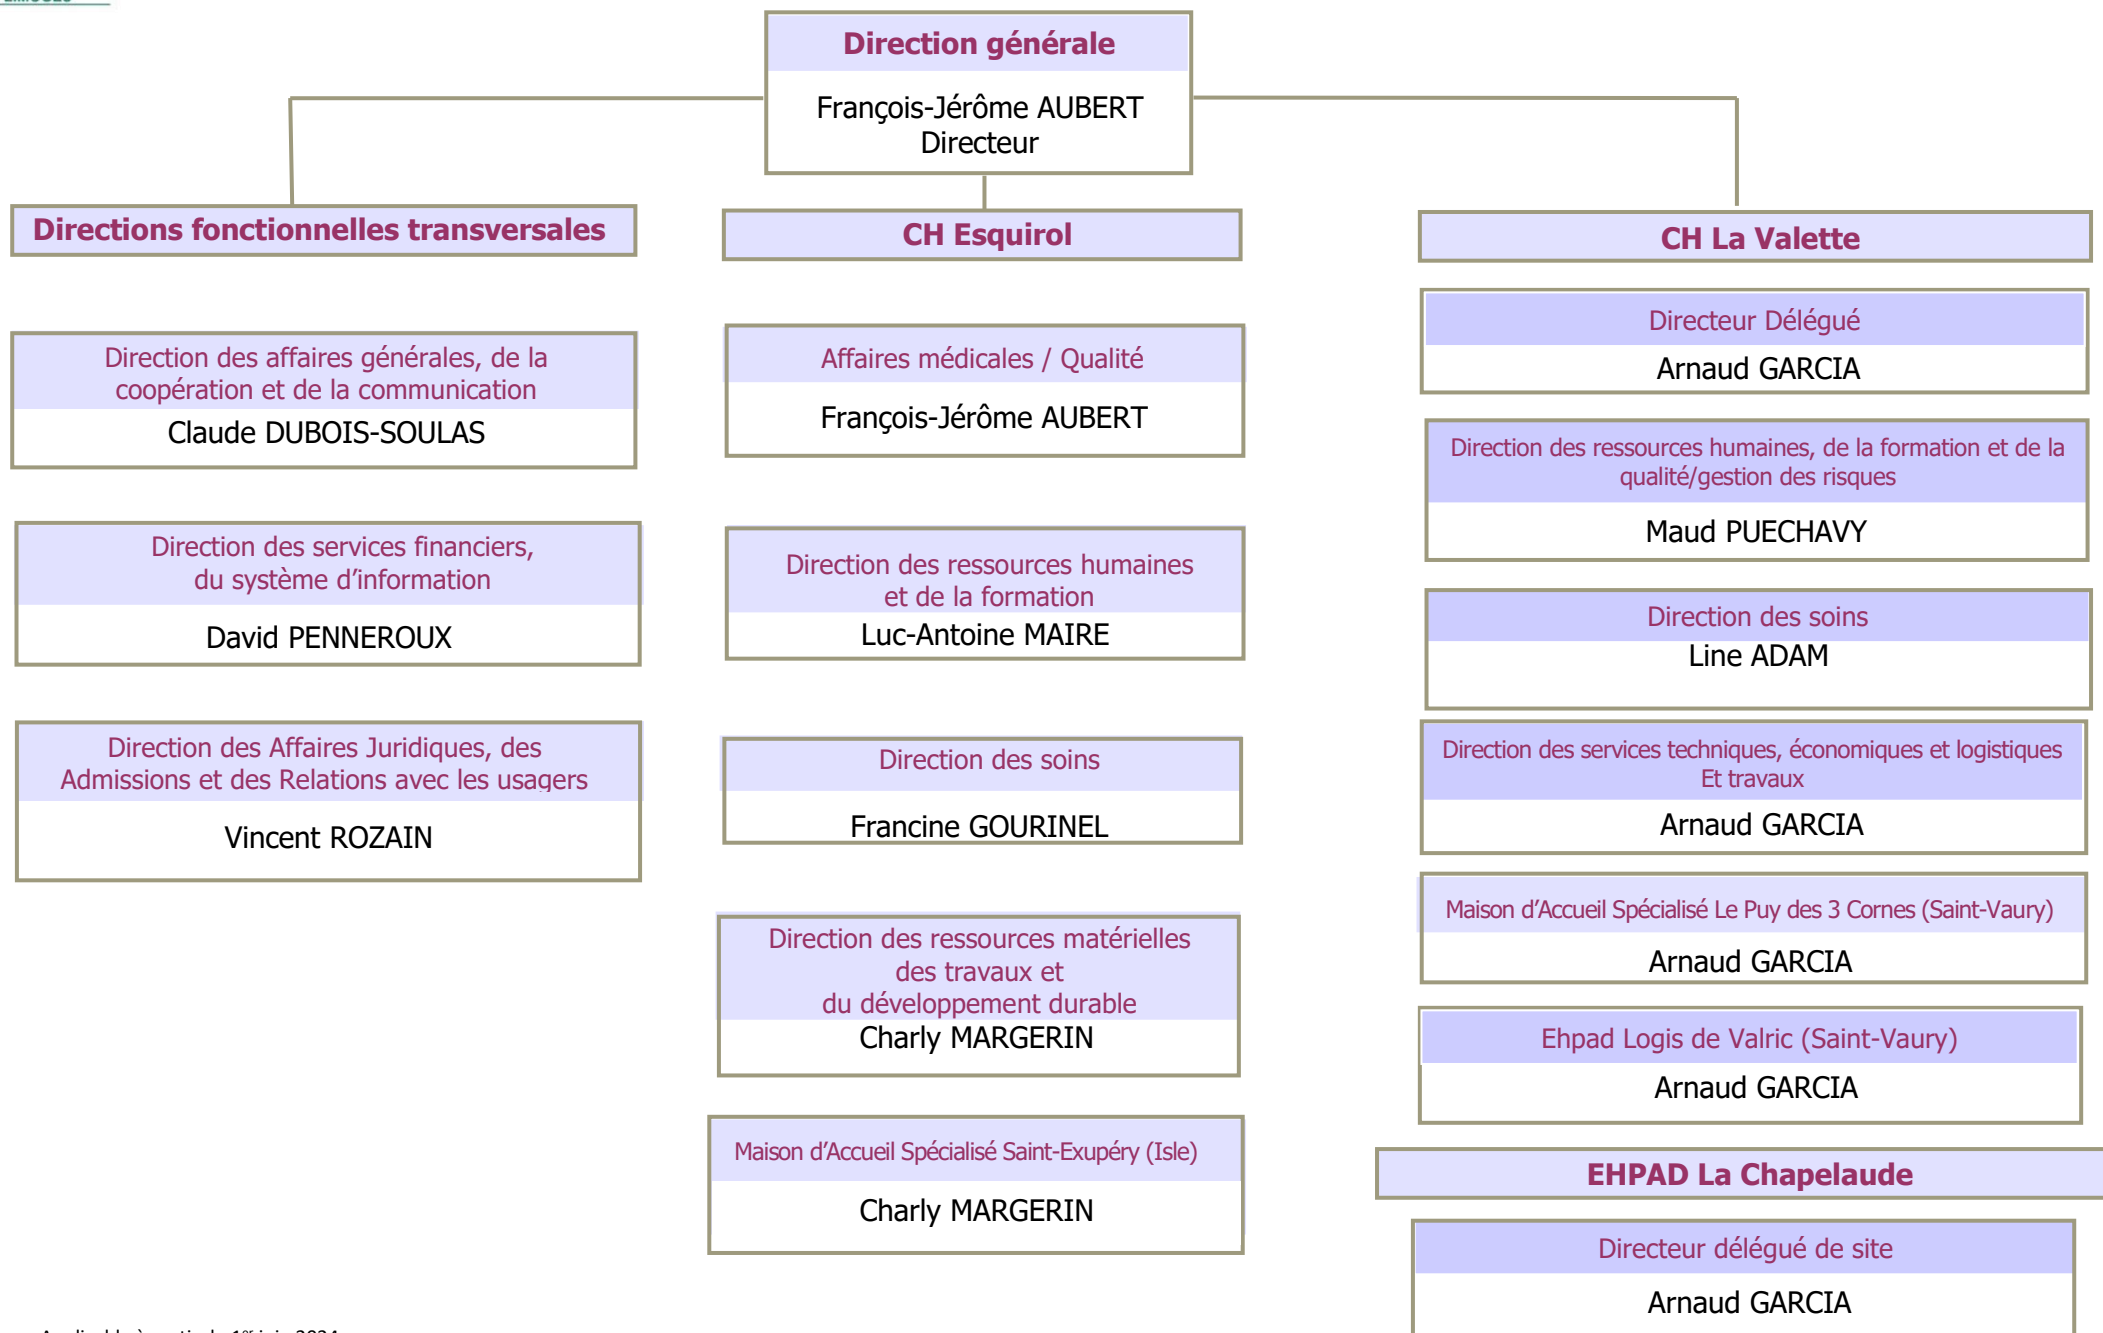 Direction générale
François-Jérôme AUBERT
Directeur
Directions fonctionnelles transversales
Direction des affaires générales, de la
coopération et de la communication
Claude DUBOIS-SOULAS
Direction des services financiers,
du système d’information
David PENNEROUX
Direction des Affaires Juridiques, des
Admissions et des Relations avec les usagers
Vincent ROZAIN
CH Esquirol
Affaires médicales / Qualité
François-Jérôme AUBERT
Direction des ressources humaines
et de la formation
Luc-Antoine MAIRE
Direction des soins
Francine GOURINEL
Direction des ressources matérielles
des travaux et
du développement durable
Charly MARGERIN
Maison d’Accueil Spécialisé Saint-Exupéry (Isle)
Charly MARGERIN
CH La Valette
Directeur Délégué
Arnaud GARCIA
Direction des ressources humaines, de la formation et de la
qualité/gestion des risques
Maud PUECHAVY
Direction des soins
Line ADAM
Direction des services techniques, économiques et logistiques
Et travaux
Arnaud GARCIA
Maison d’Accueil Spécialisé Le Puy des 3 Cornes (Saint-Vaury)
Arnaud GARCIA
Ehpad Logis de Valric (Saint-Vaury)
Arnaud GARCIA
EHPAD La Chapelaude
Directeur délégué de site
Arnaud GARCIA